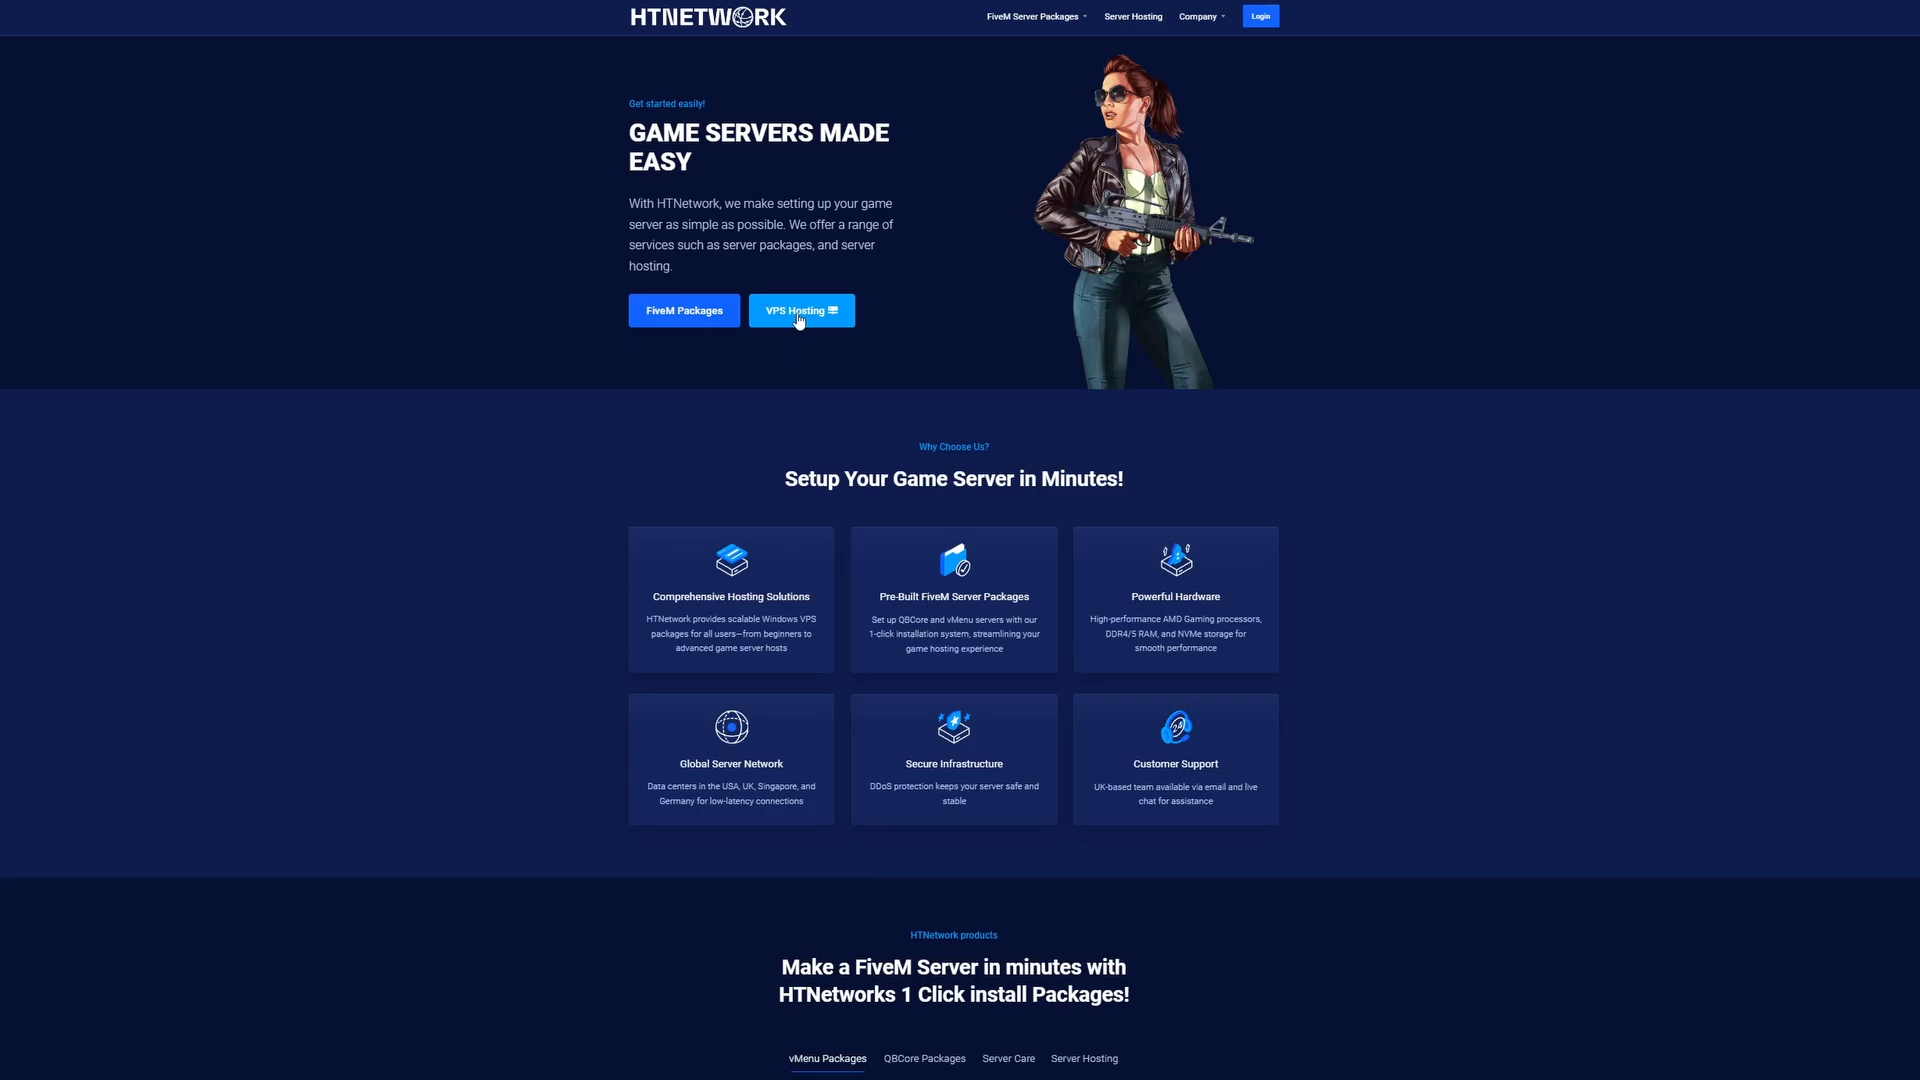 HTNETWORK
FiveM Server Packages
Server Hosting
Company
Login
Get started easily!
GAME SERVERS MADE
EASY
With HTNetwork, we make setting up your game
server as simple as possible. We offer a range of
services such as server packages, and server
hosting.
FiveM Packages
VPS Hosting
Why Choose Us?
Setup Your Game Server in Minutes!
Comprehensive Hosting Solutions
HTNetwork provides scalable Windows VPS
packages for all users—from beginners to
advanced game server hosts
Pre-Built FiveM Server Packages
Set up QBCore and vMenu servers with our
1-click installation system, streamlining your
game hosting experience
Powerful Hardware
High-performance AMD Gaming processors,
DDR4/5 RAM, and NVMe storage for
smooth performance
Global Server Network
Data centers in the USA, UK, Singapore, and
Germany for low-latency connections
Secure Infrastructure
DDoS protection keeps your server safe and
stable
24
Customer Support
UK-based team available via email and live
chat for assistance
HTNetwork products
Make a FiveM Server in minutes with
HTNetworks 1 Click install Packages!
vMenu Packages
QBCore Packages
Server Care
Server Hosting